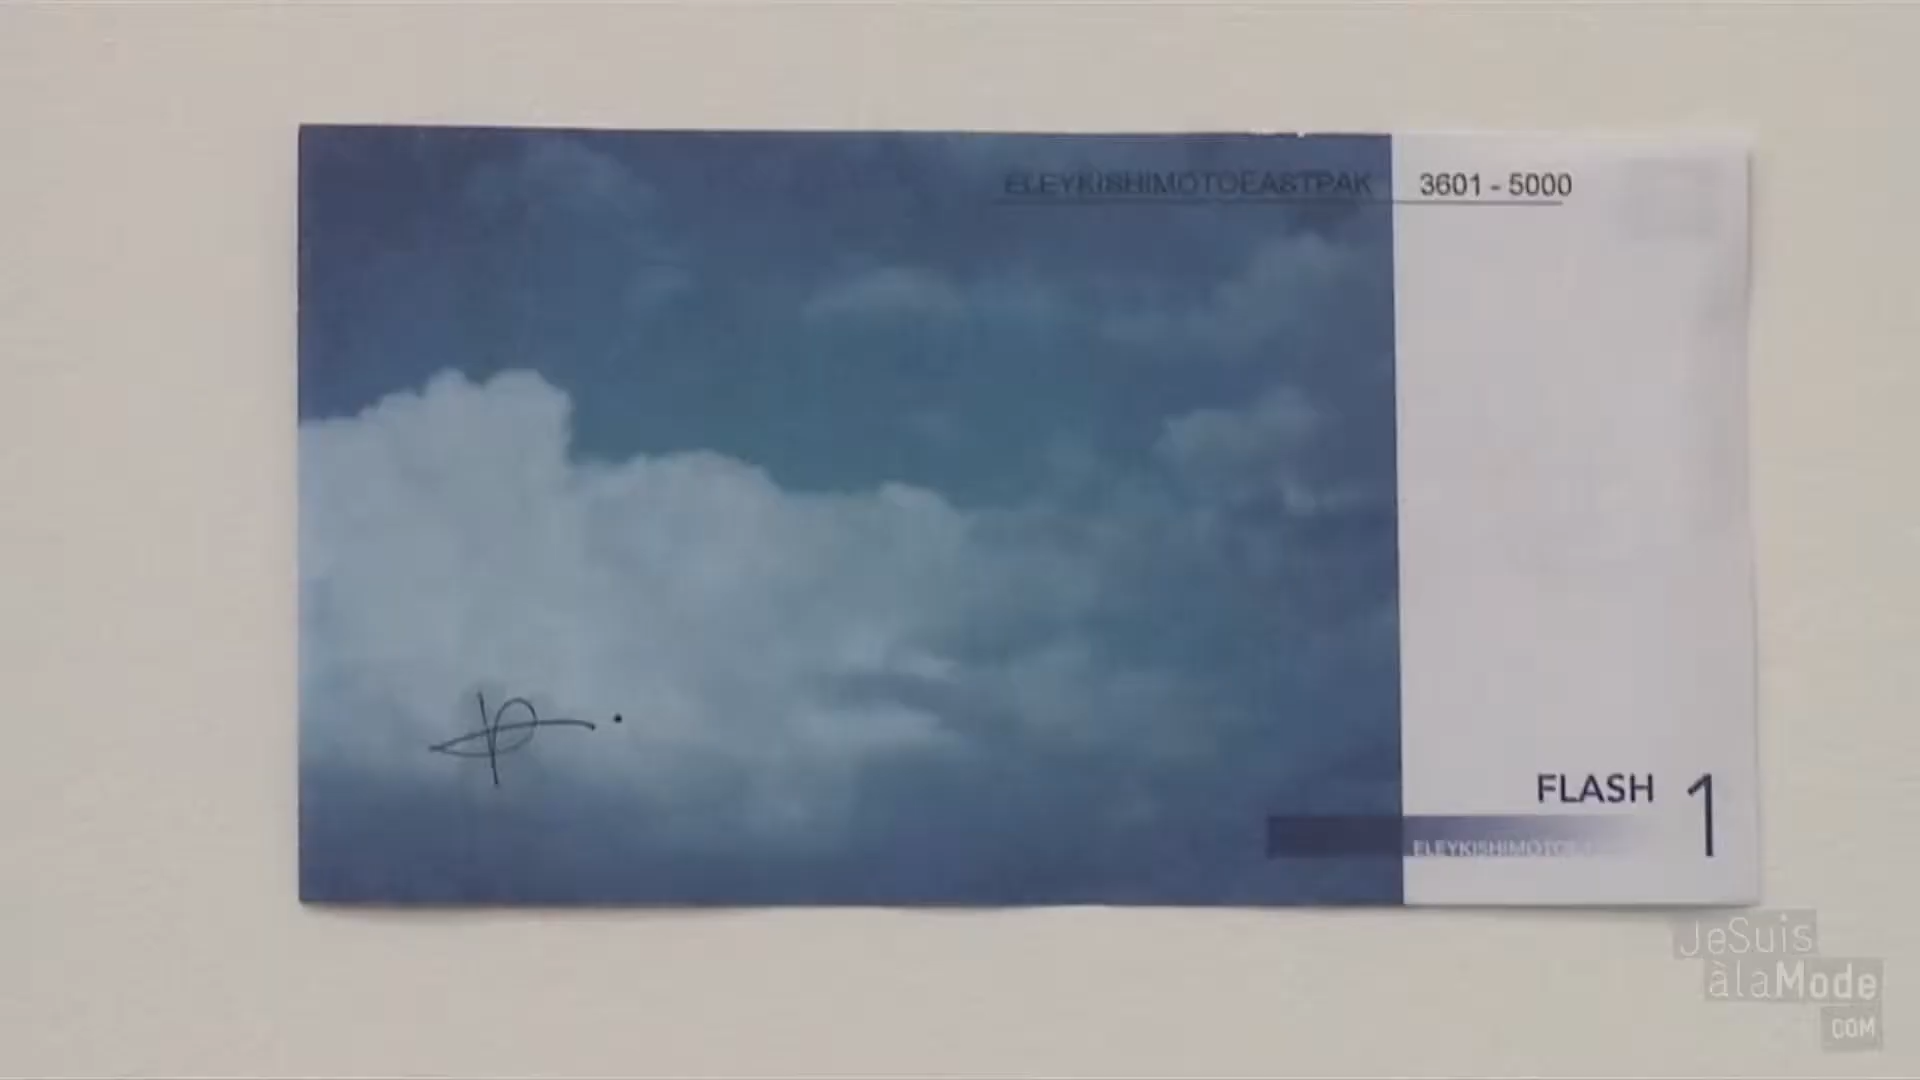 ELEYKISHIMOTOEASTPAK 3601 - 5000
FLASH 1
JeSuis
àlaMode
COM